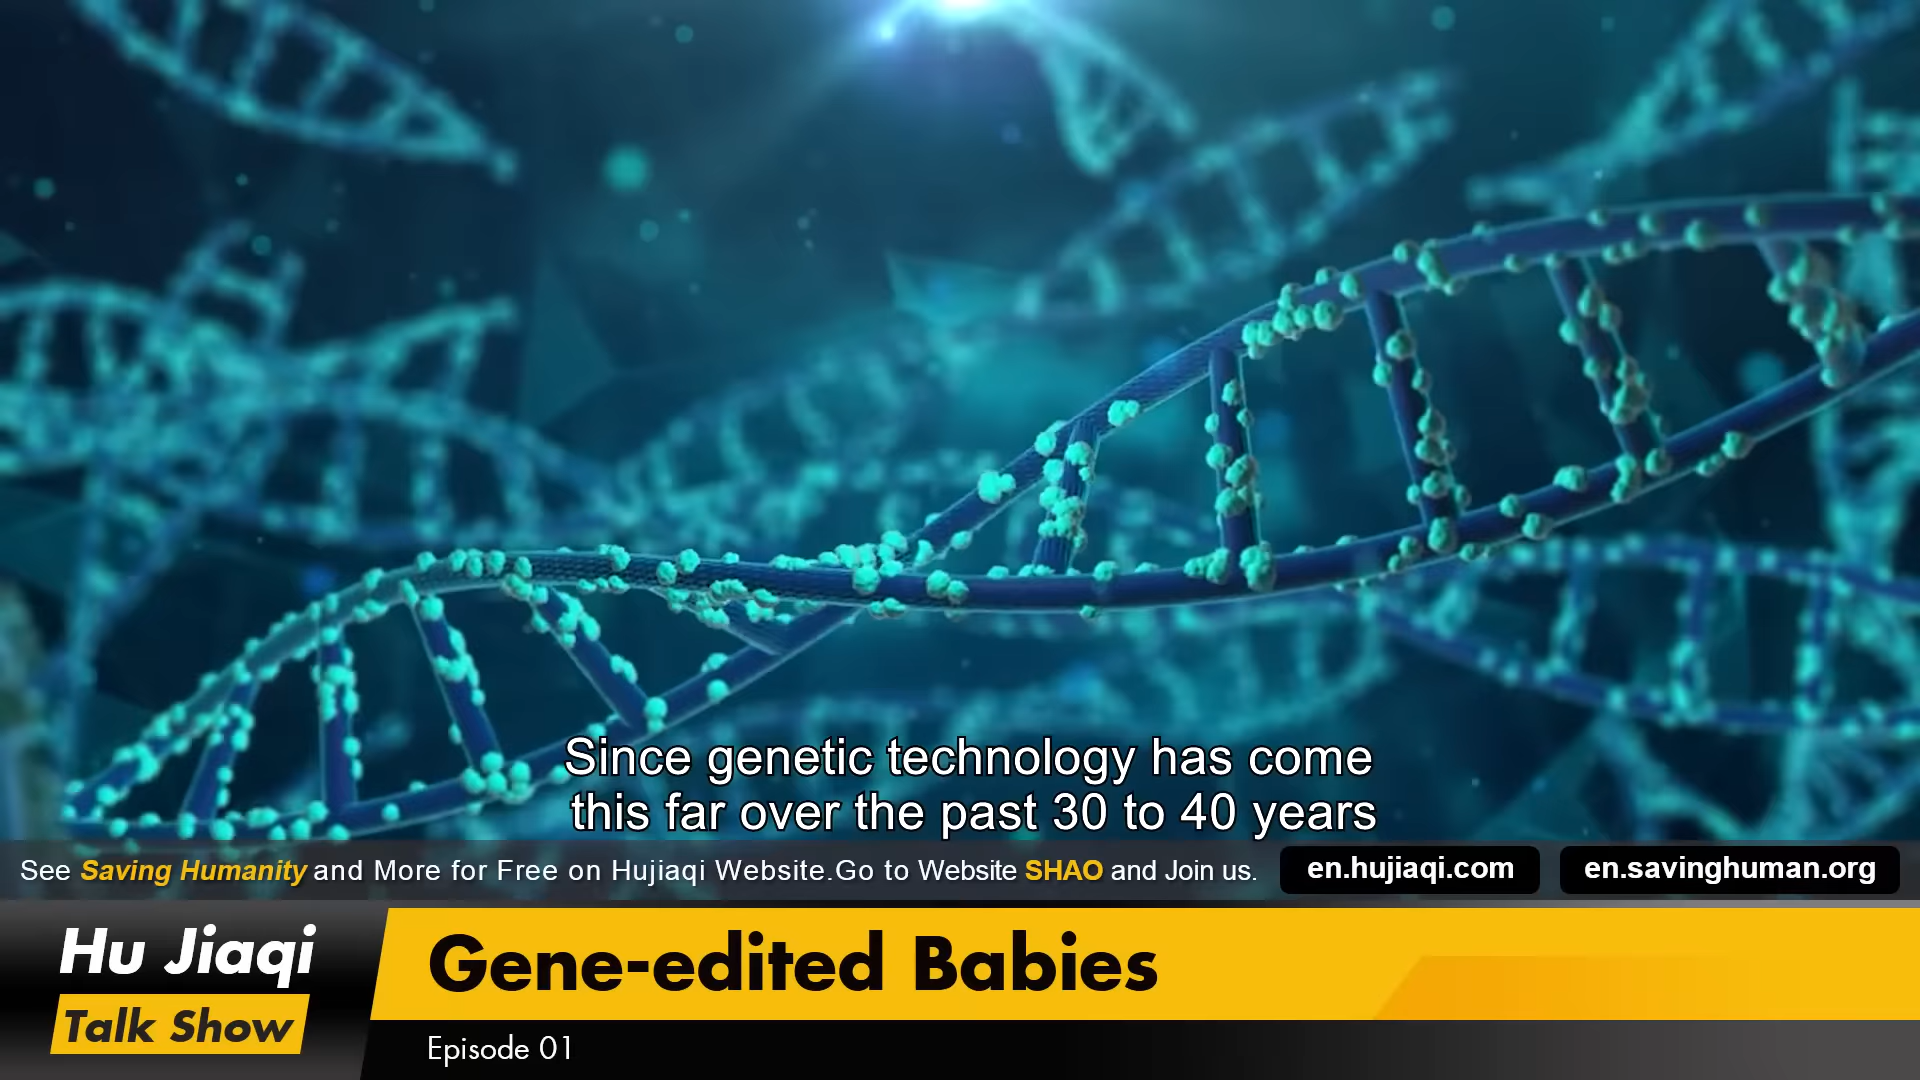 Since genetic technology has come
this far over the past 30 to 40 years
See Saving Humanity and More for Free on Hujiaqi Website.Go to Website SHAO and Join us. en.hujiaqi.com en.savinghuman.org
Hu Jiaqi
Talk Show
Gene-edited Babies
Episode 01